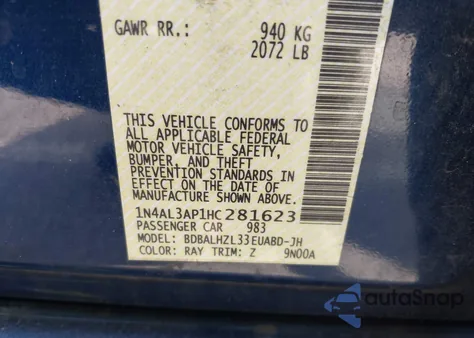 GAWR RR.: 940 KG
2072 LB
THIS VEHICLE CONFORMS TO
ALL APPLICABLE FEDERAL
MOTOR VEHICLE SAFETY,
BUMPER, AND THEFT
PREVENTION STANDARDS IN
EFFECT ON THE DATE OF
MANUFACTURE SHOWN ABOVE.
1N4AL3AP1HC281623
PASSENGER CAR 983
MODEL: BDBALHZL33EUABD-JH
COLOR: RAY TRIM: Z 9N00A
AutoSnap